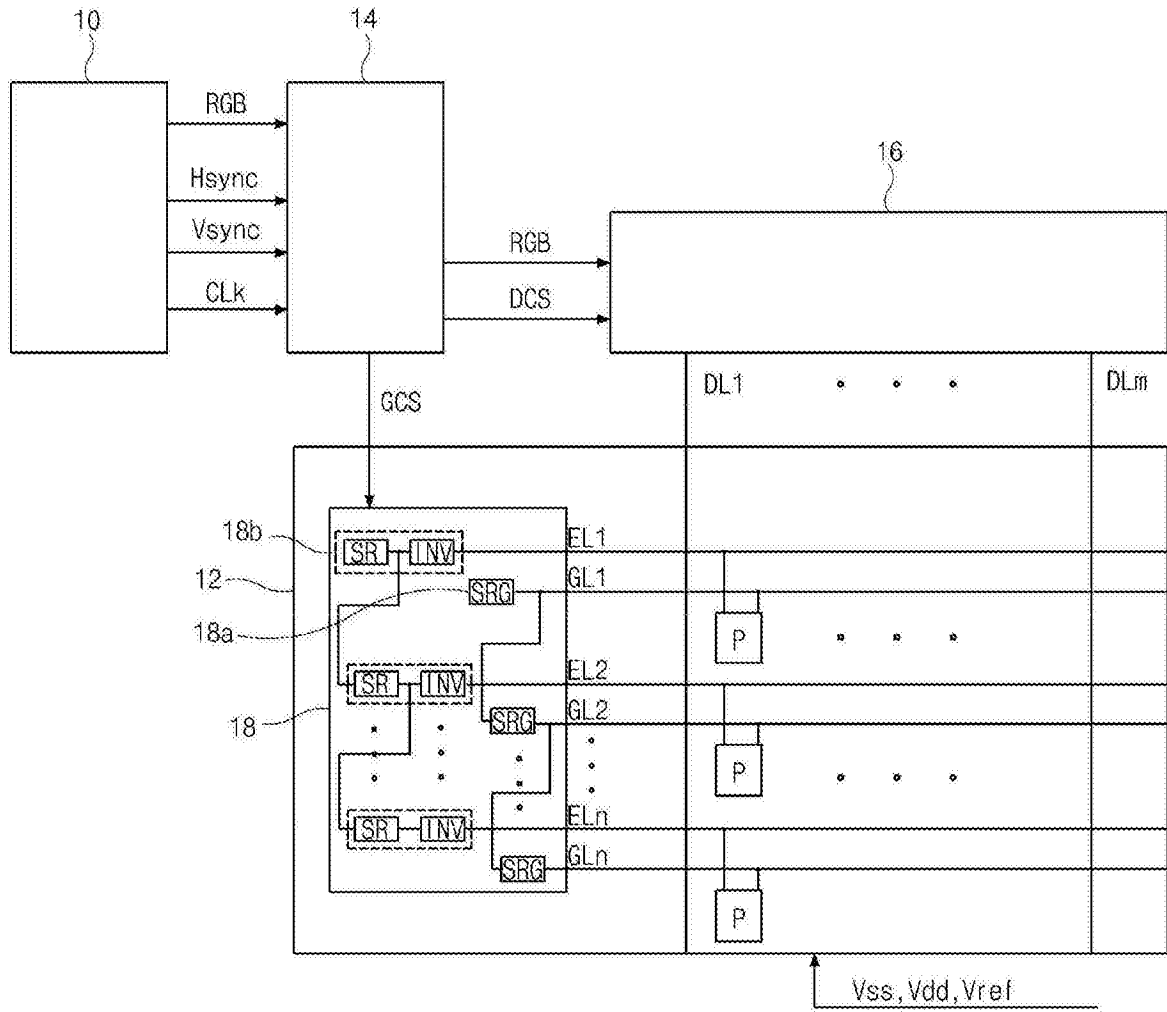 10
14
RGB
Hsync
Vsync
CLk
16
RGB
DCS
GCS
DL1
DLm
18b
SR
INV
EL1
12
SRG
GL1
18a
P
SR
INV
EL2
18
SRG
GL2
P
SR
INV
ELn
SRG
GLn
P
Vss,Vdd,Vref